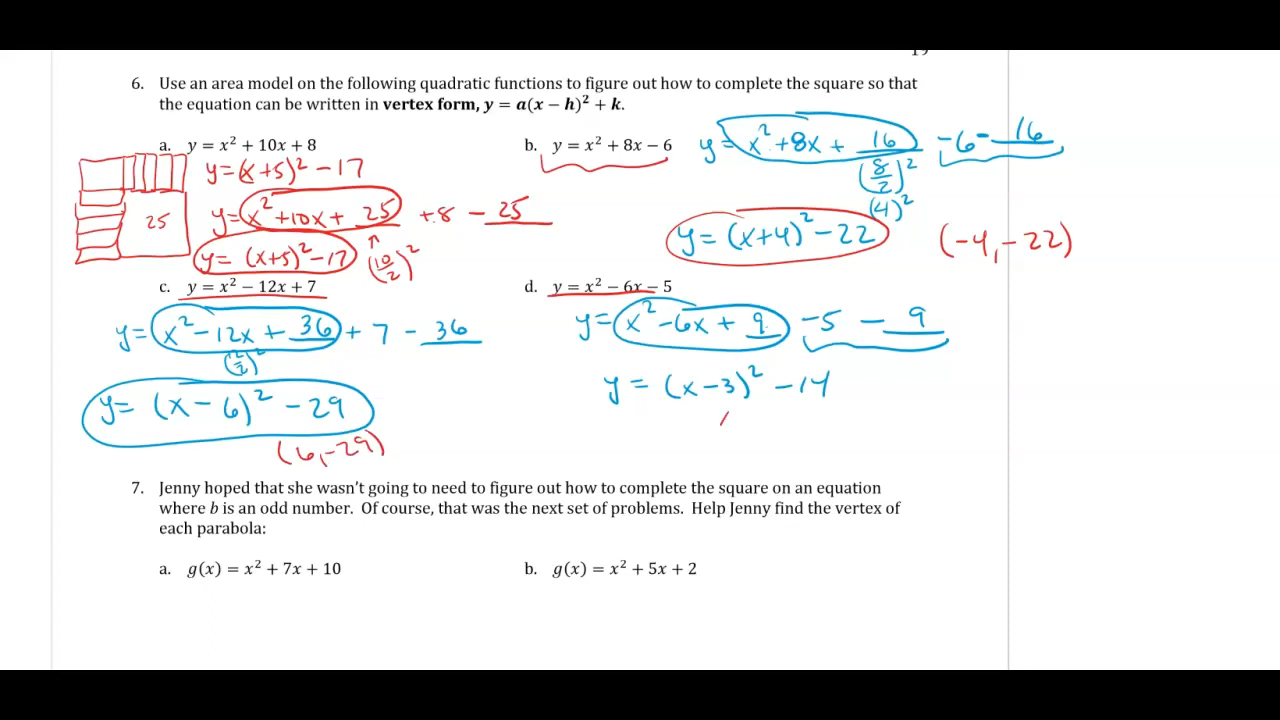 6. Use an area model on the following quadratic functions to figure out how to complete the square so that
the equation can be written in vertex form, y = a(x − h)² + k.
a. y = x² + 10x + 8
y = (x+5)² − 17
25
y = x² + 10x + 25 + 8 − 25
(10/2)²
y = (x+5)² − 17
b. y = x² + 8x − 6
y = x² + 8x + 16 − 6 − 16
(8/2)²
(4)²
y = (x+4)² − 22
(−4, −22)
c. y = x² − 12x + 7
y = x² − 12x + 36 + 7 − 36
(12/2)²
y = (x − 6)² − 29
(6, −29)
d. y = x² − 6x − 5
y = x² − 6x + 9 − 5 − 9
y = (x − 3)² − 14
7. Jenny hoped that she wasn't going to need to figure out how to complete the square on an equation
where b is an odd number. Of course, that was the next set of problems. Help Jenny find the vertex of
each parabola:
a. g(x) = x² + 7x + 10
b. g(x) = x² + 5x + 2